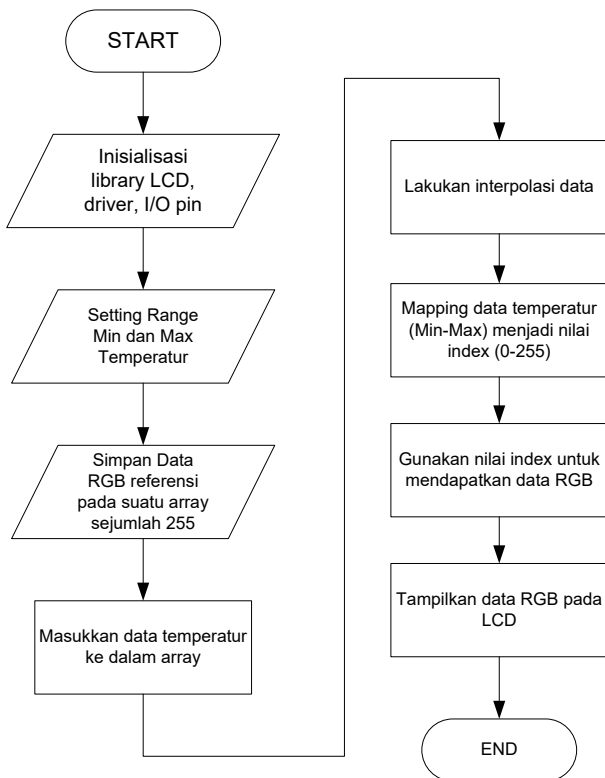 START
Inisialisasi
library LCD,
driver, I/O pin
Setting Range
Min dan Max
Temperatur
Simpan Data
RGB referensi
pada suatu array
sejumlah 255
Masukkan data temperatur
ke dalam array
Lakukan interpolasi data
Mapping data temperatur
(Min-Max) menjadi nilai
index (0-255)
Gunakan nilai index untuk
mendapatkan data RGB
Tampilkan data RGB pada
LCD
END